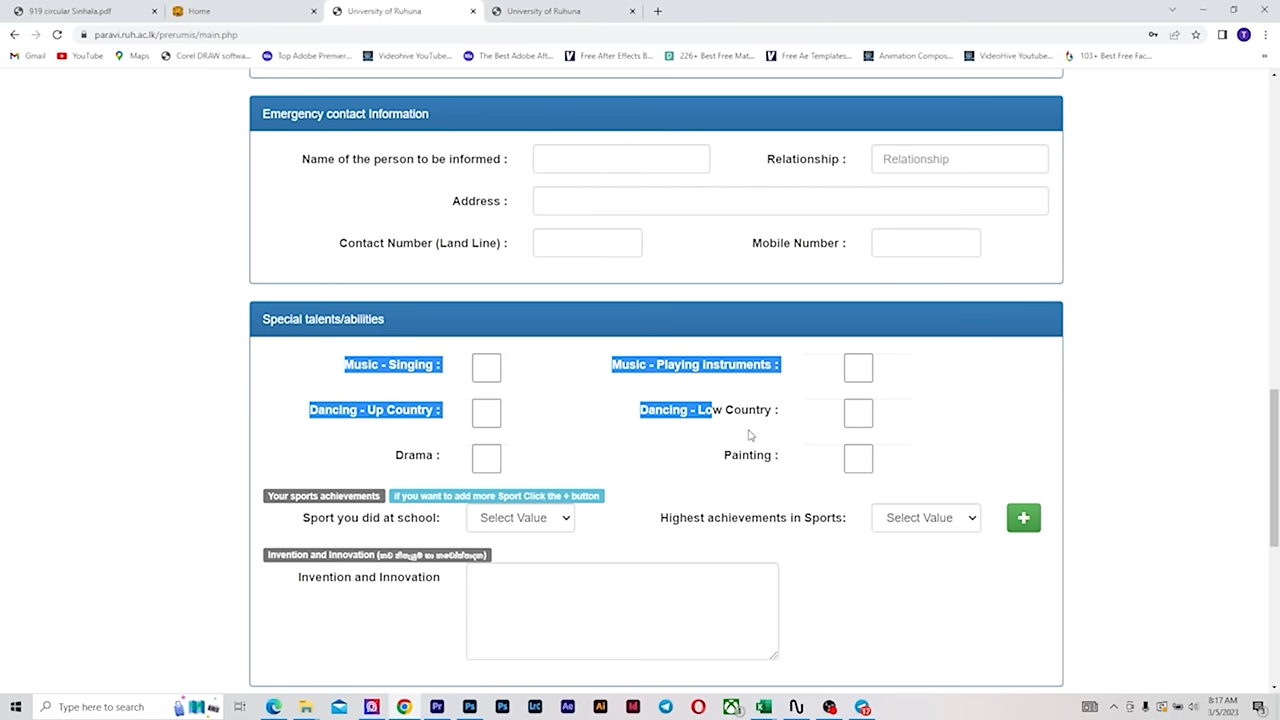 919 circular Sinhala.pdf
Home
University of Ruhuna
University of Ruhuna
paravi.ruh.ac.lk/prerumis/main.php
Gmail
YouTube
Maps
Corel DRAW softwa...
Top Adobe Premier...
Videohive YouTube...
The Best Adobe Aft...
Free After Effects B...
226+ Best Free Mat...
Free Ae Templates...
Animation Compos...
VideoHive Youtube...
103+ Best Free Fac...
Emergency contact Information
Name of the person to be informed :
Relationship :
Relationship
Address :
Contact Number (Land Line) :
Mobile Number :
Special talents/abilities
Music - Singing :
Music - Playing instruments :
Dancing - Up Country :
Dancing - Low Country :
Drama :
Painting :
Your sports achievements
if you want to add more Sport Click the + button
Sport you did at school:
Select Value
Highest achievements in Sports:
Select Value
+
Invention and Innovation (නව නිපැයුම් හා නවෝත්පාදන)
Invention and Innovation
Type here to search
8:17 AM
3/5/2023